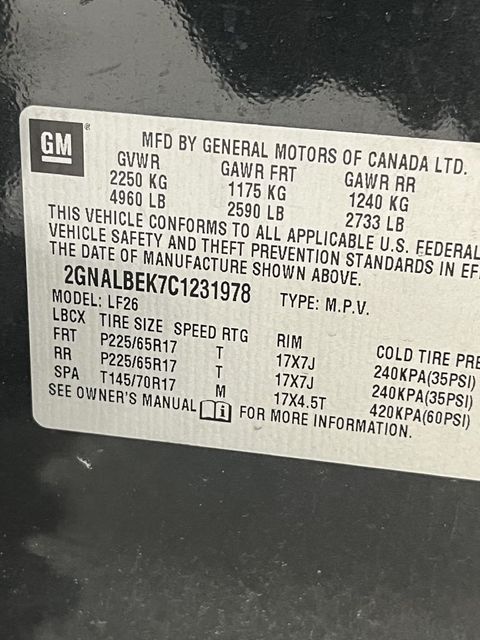 GM ®
MFD BY GENERAL MOTORS OF CANADA LTD.
GVWR GAWR FRT GAWR RR
2250 KG 1175 KG 1240 KG
4960 LB 2590 LB 2733 LB
THIS VEHICLE CONFORMS TO ALL APPLICABLE U.S. FEDERAL
VEHICLE SAFETY AND THEFT PREVENTION STANDARDS IN EF
THE DATE OF MANUFACTURE SHOWN ABOVE.
2GNALBEK7C1231978 TYPE: M.P.V.
MODEL: LF26
LBCX TIRE SIZE SPEED RTG RIM COLD TIRE PRE
FRT P225/65R17 T 17X7J 240KPA(35PSI)
RR P225/65R17 T 17X7J 240KPA(35PSI)
SPA T145/70R17 M 17X4.5T 420KPA(60PSI)
SEE OWNER'S MANUAL i FOR MORE INFORMATION.